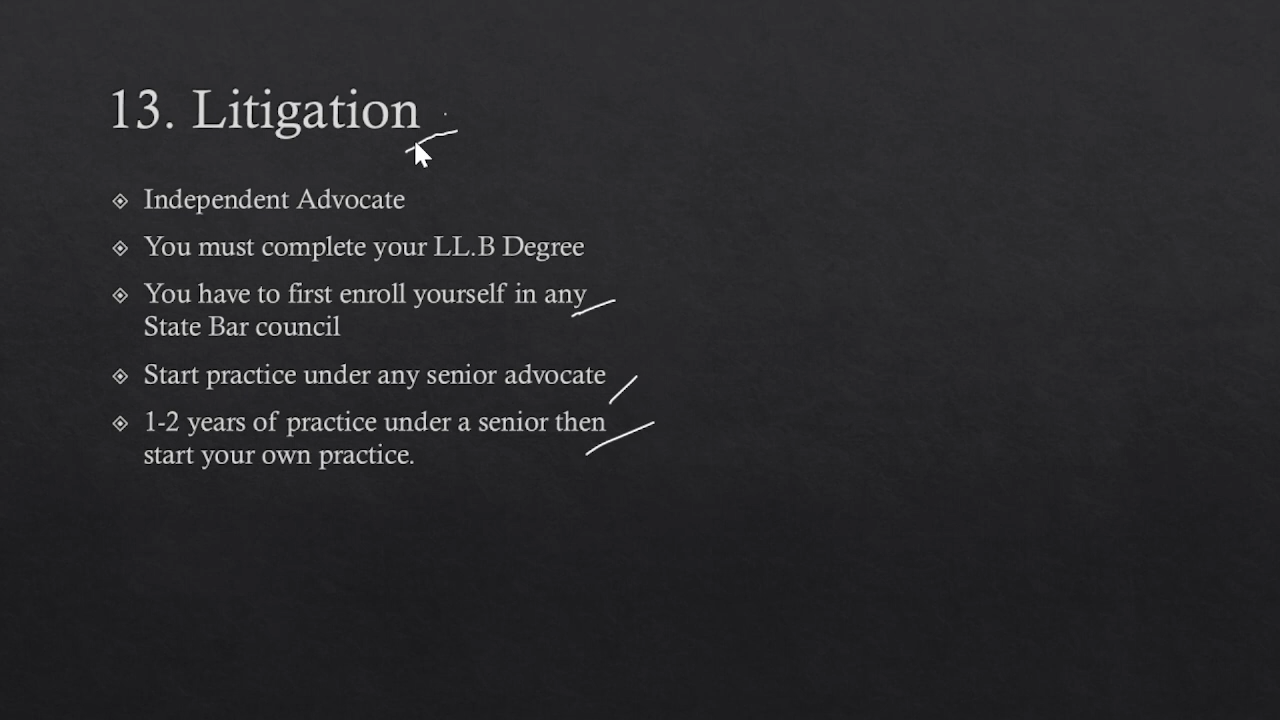 13. Litigation
Independent Advocate
You must complete your LL.B Degree
You have to first enroll yourself in any
State Bar council
Start practice under any senior advocate
1-2 years of practice under a senior then
start your own practice.